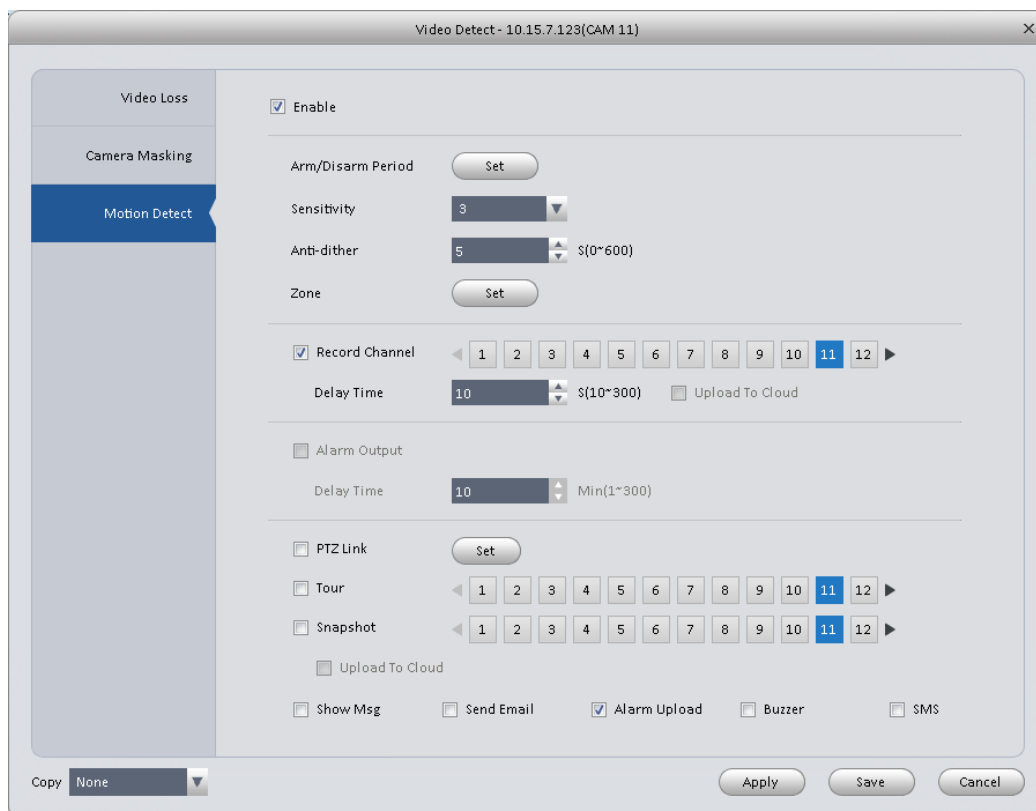 Video Detect - 10.15.7.123(CAM 11)
Video Loss
Camera Masking
Motion Detect
Enable
Arm/Disarm Period Set
Sensitivity 3
Anti-dither 5 S(0~600)
Zone Set
Record Channel 1 2 3 4 5 6 7 8 9 10 11 12
Delay Time 10 S(10~300) Upload To Cloud
Alarm Output
Delay Time 10 Min(1~300)
PTZ Link Set
Tour 1 2 3 4 5 6 7 8 9 10 11 12
Snapshot 1 2 3 4 5 6 7 8 9 10 11 12
Upload To Cloud
Show Msg Send Email Alarm Upload Buzzer SMS
Copy None Apply Save Cancel